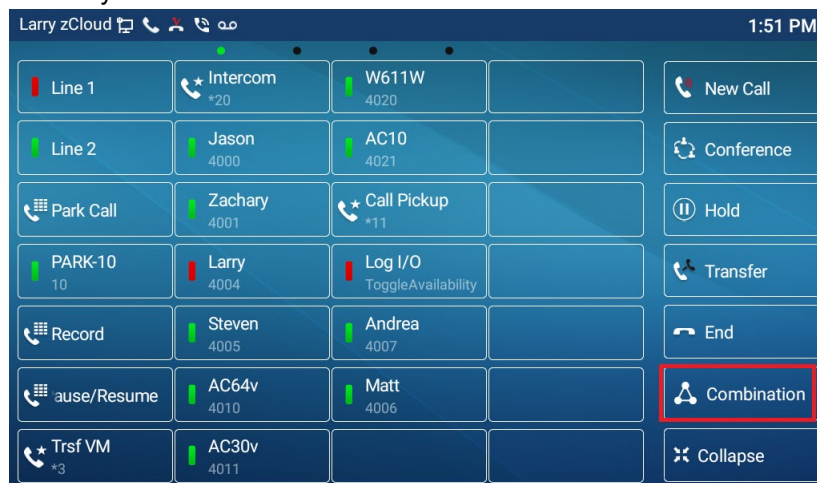 Larry zCloud
1:51 PM
Line 1
Intercom
*20
W611W
4020
New Call
Line 2
Jason
4000
AC10
4021
Conference
Park Call
Zachary
4001
Call Pickup
*11
Hold
PARK-10
10
Larry
4004
Log I/O
ToggleAvailability
Transfer
Record
Steven
4005
Andrea
4007
End
ause/Resume
AC64v
4010
Matt
4006
Combination
Trsf VM
*3
AC30v
4011
Collapse